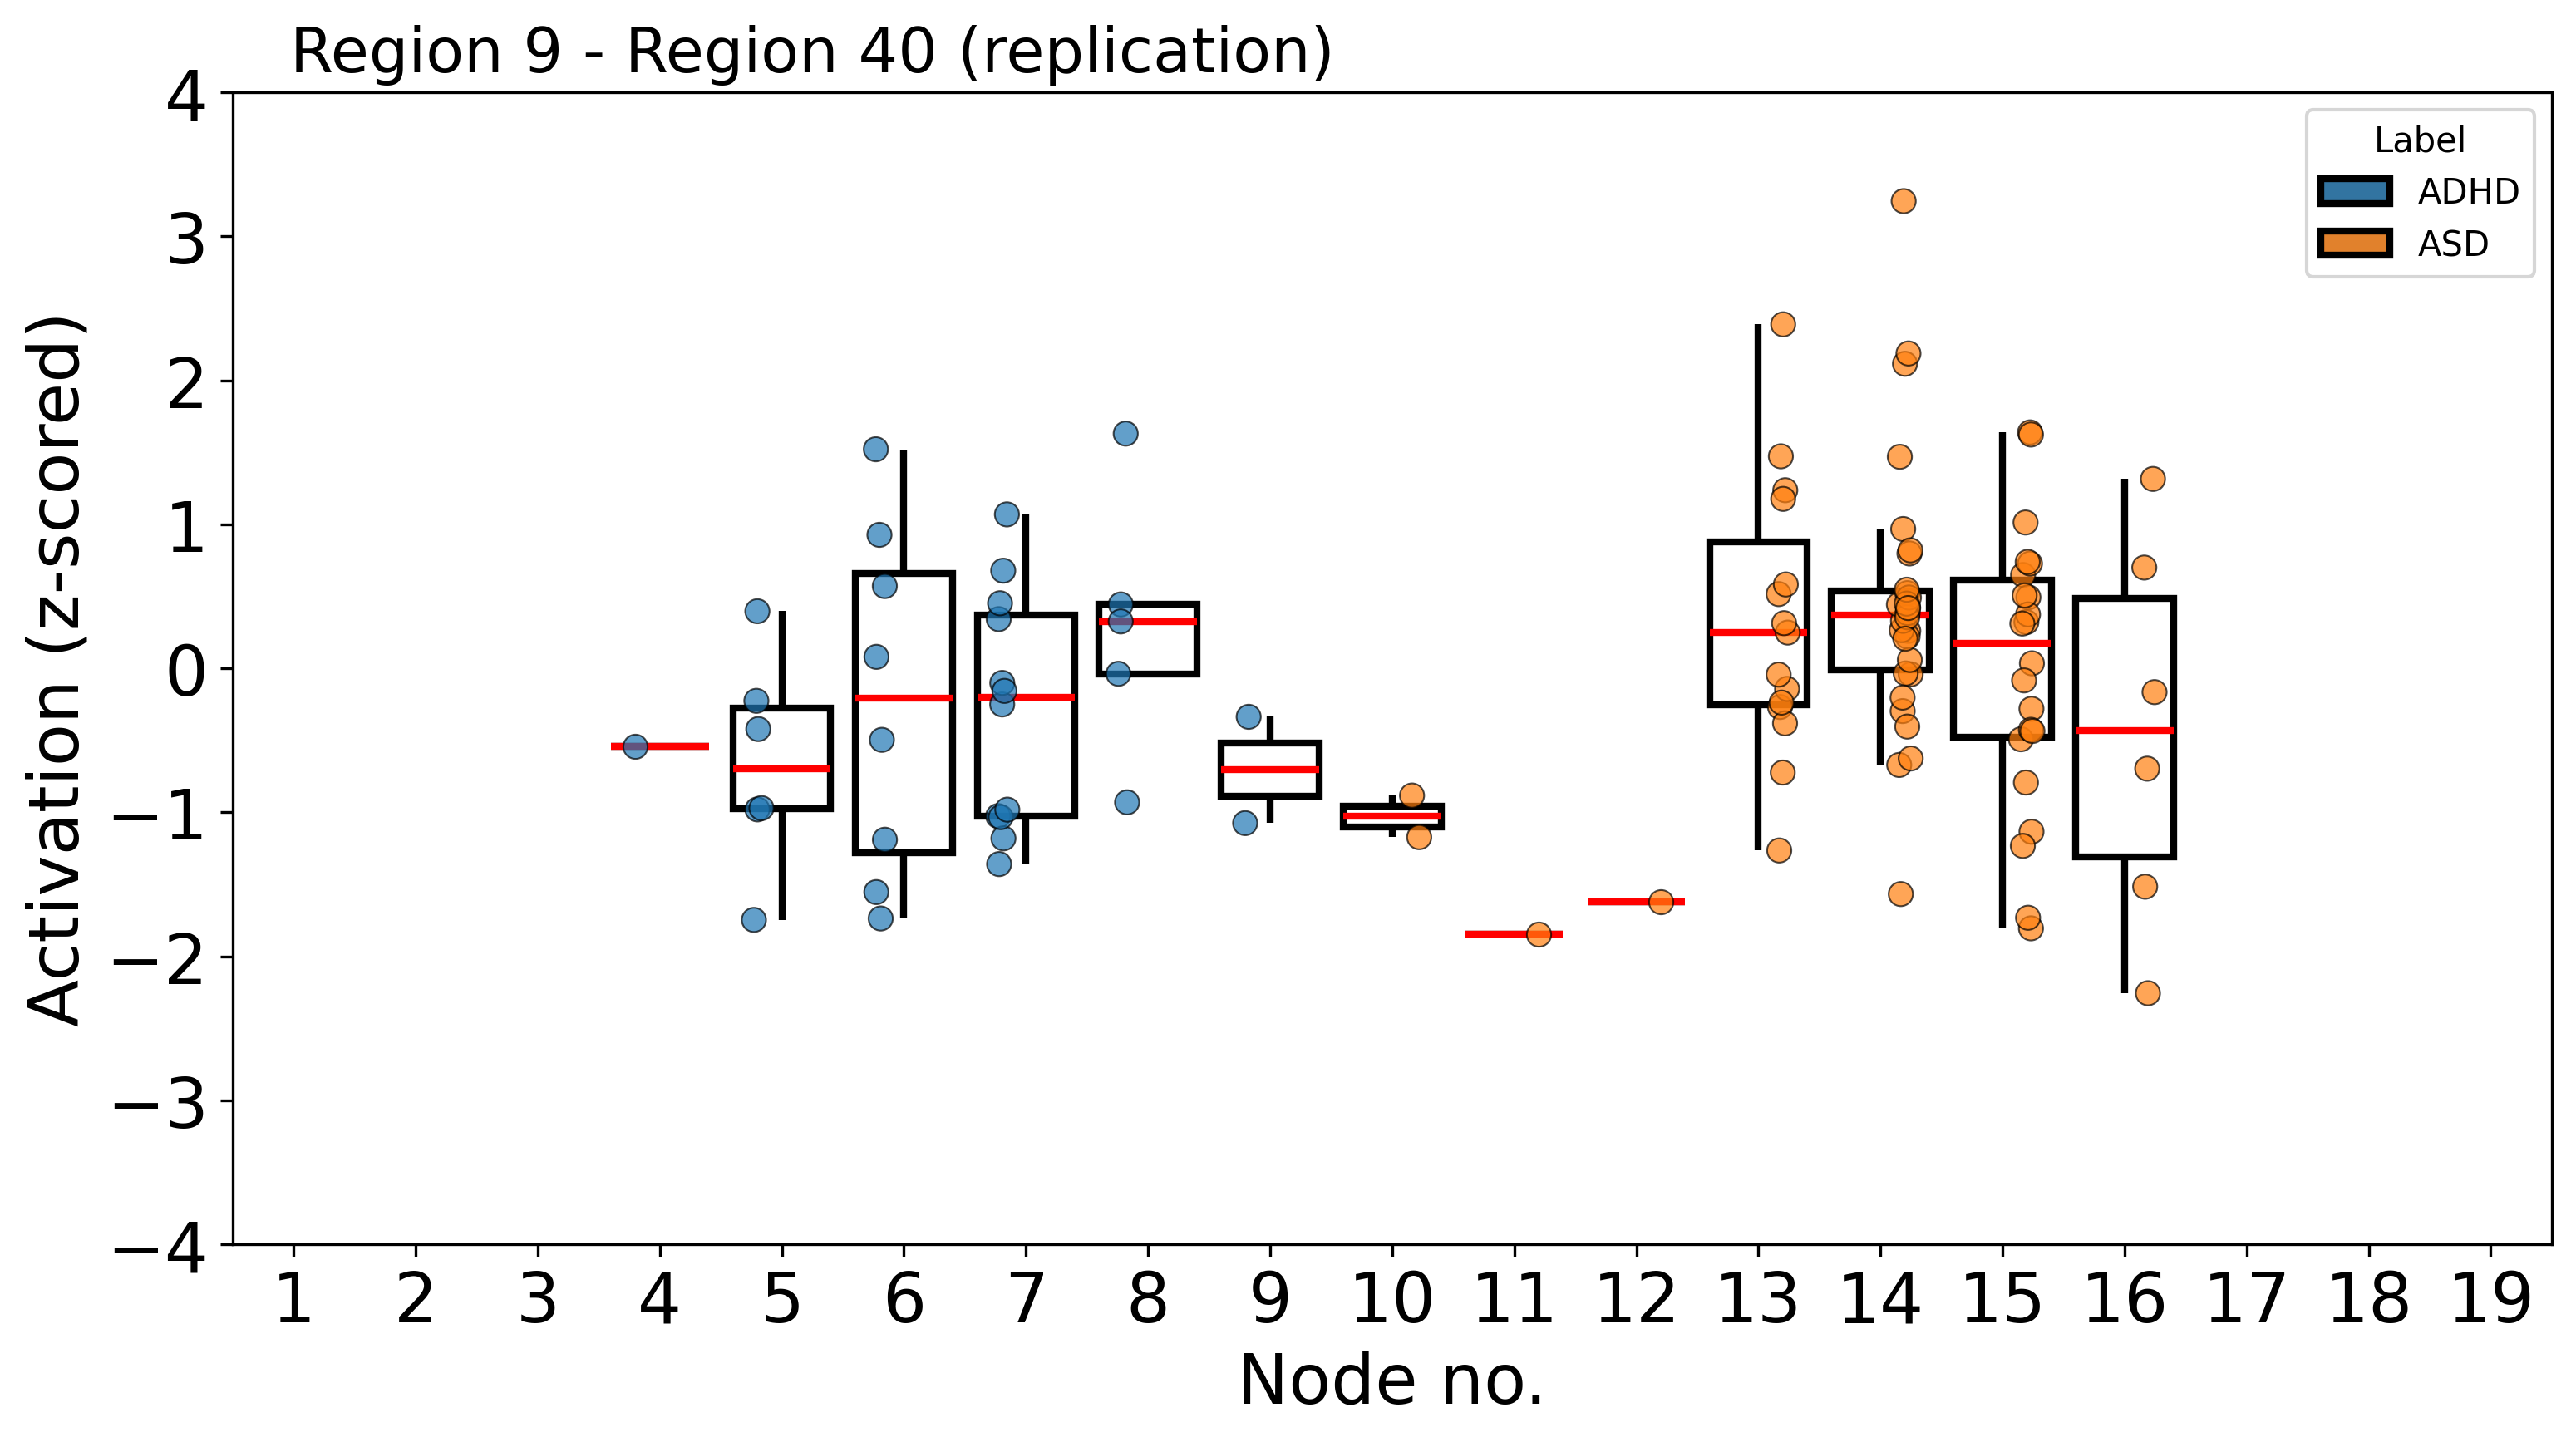 Region 9 - Region 40 (replication)
Label
ADHD
ASD
4
3
2
1
0
−1
−2
−3
−4
Activation (z-scored)
1 2 3 4 5 6 7 8 9 10 11 12 13 14 15 16 17 18 19
Node no.